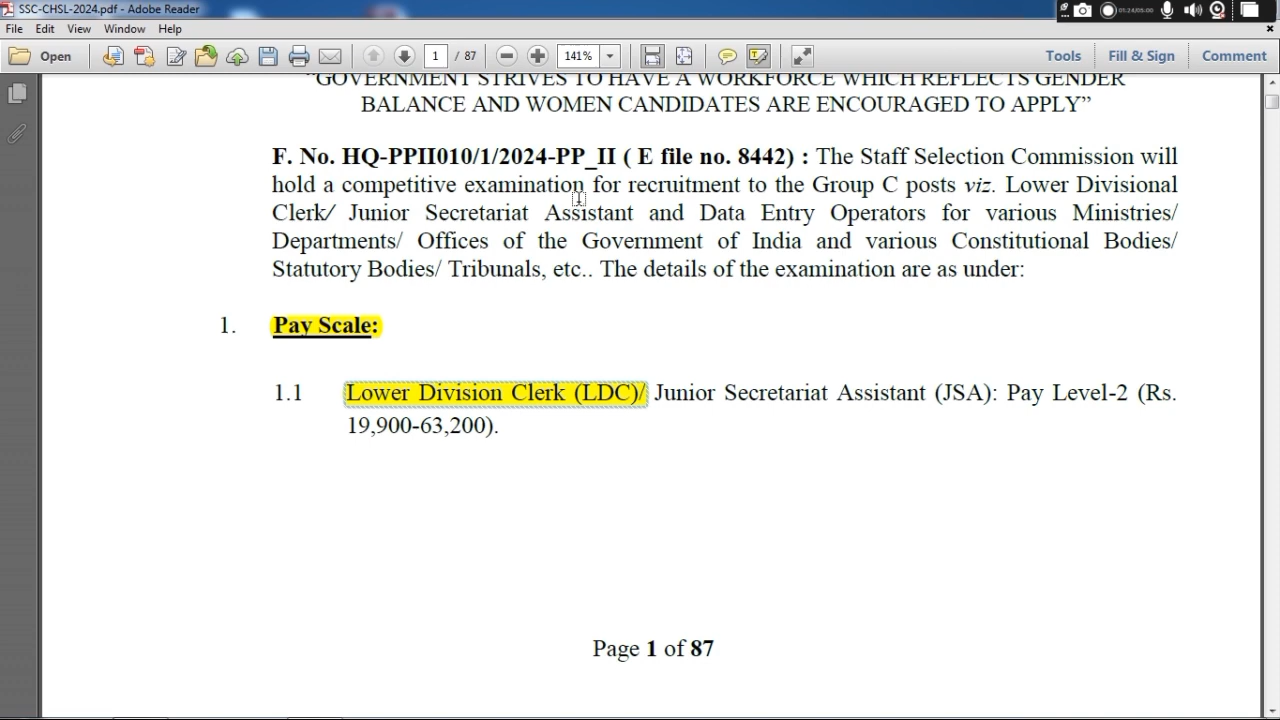 SSC-CHSL-2024.pdf - Adobe Reader
01:24/05:00
File Edit View Window Help
Open 1 / 87 141% Tools Fill & Sign Comment
"GOVERNMENT STRIVES TO HAVE A WORKFORCE WHICH REFLECTS GENDER
BALANCE AND WOMEN CANDIDATES ARE ENCOURAGED TO APPLY”
F. No. HQ-PPII010/1/2024-PP_II ( E file no. 8442) : The Staff Selection Commission will
hold a competitive examination for recruitment to the Group C posts viz. Lower Divisional
Clerk/ Junior Secretariat Assistant and Data Entry Operators for various Ministries/
Departments/ Offices of the Government of India and various Constitutional Bodies/
Statutory Bodies/ Tribunals, etc.. The details of the examination are as under:
1. Pay Scale:
1.1 Lower Division Clerk (LDC)/ Junior Secretariat Assistant (JSA): Pay Level-2 (Rs.
19,900-63,200).
Page 1 of 87